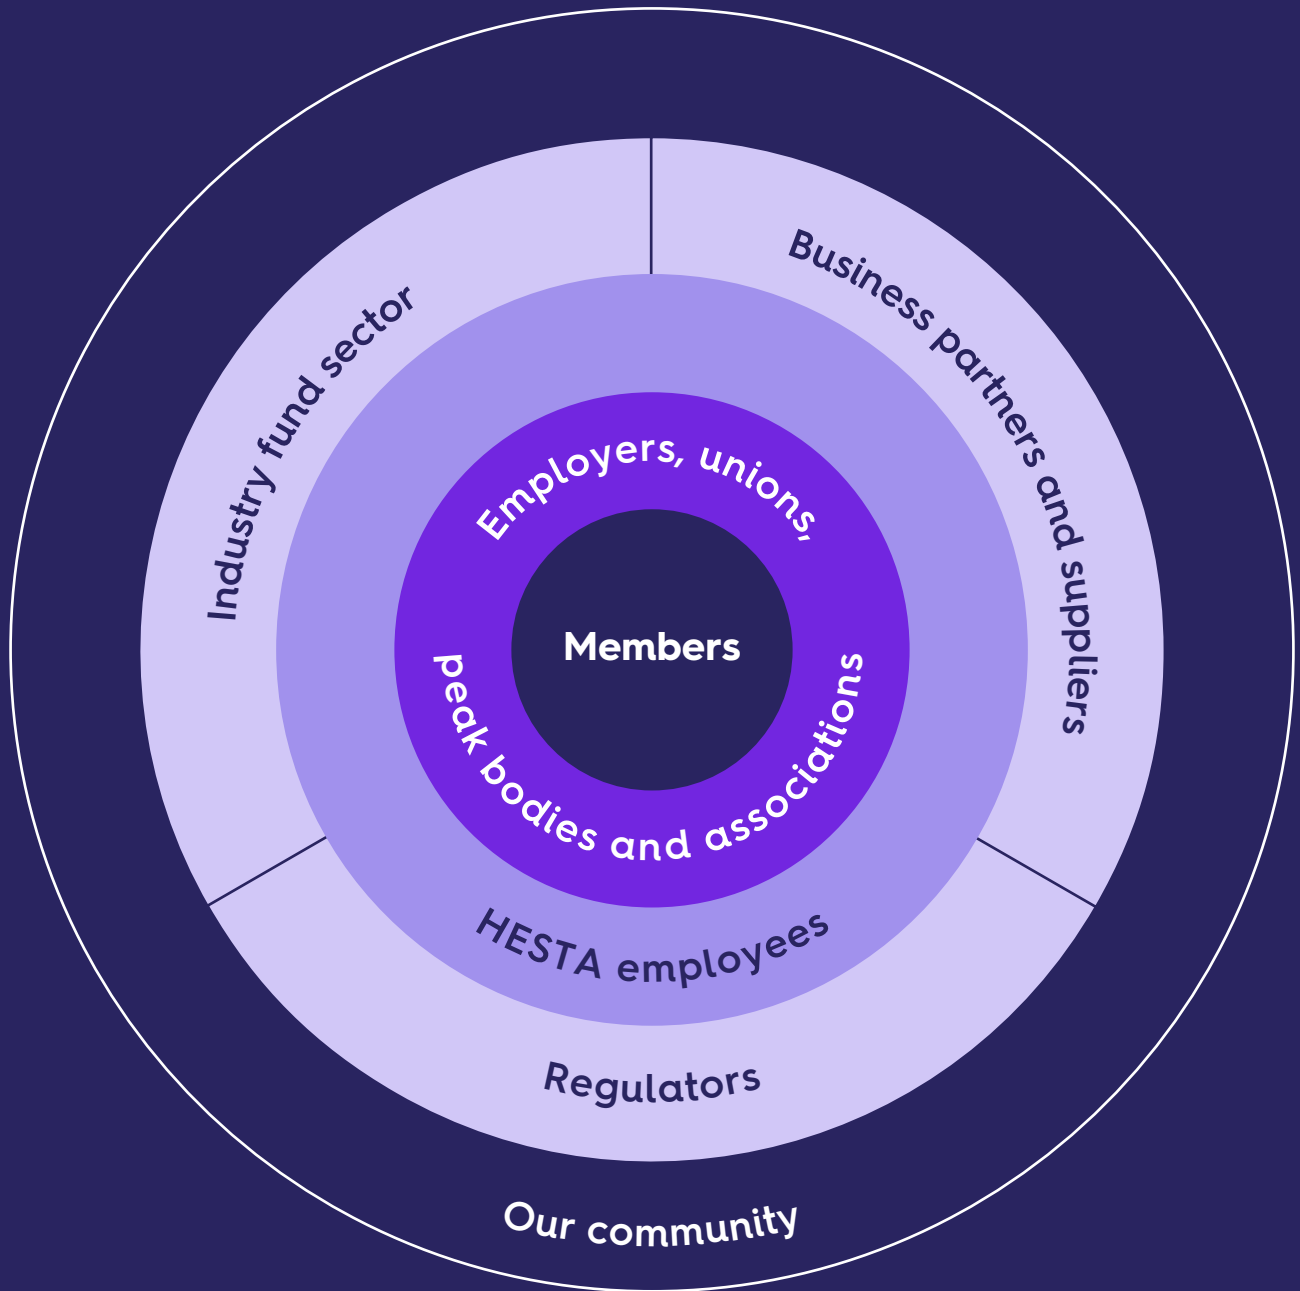 Industry fund sector
Business partners and suppliers
Employers, unions,
Members
peak bodies and associations
HESTA employees
Regulators
Our community